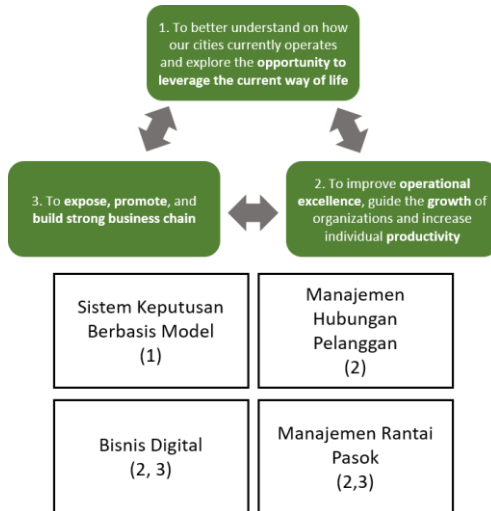 1. To better understand on how
our cities currently operates
and explore the opportunity to
leverage the current way of life
3. To expose, promote, and
build strong business chain
2. To improve operational
excellence, guide the growth of
organizations and increase
individual productivity
Sistem Keputusan
Berbasis Model
(1)
Manajemen
Hubungan
Pelanggan
(2)
Bisnis Digital
(2, 3)
Manajemen Rantai
Pasok
(2,3)